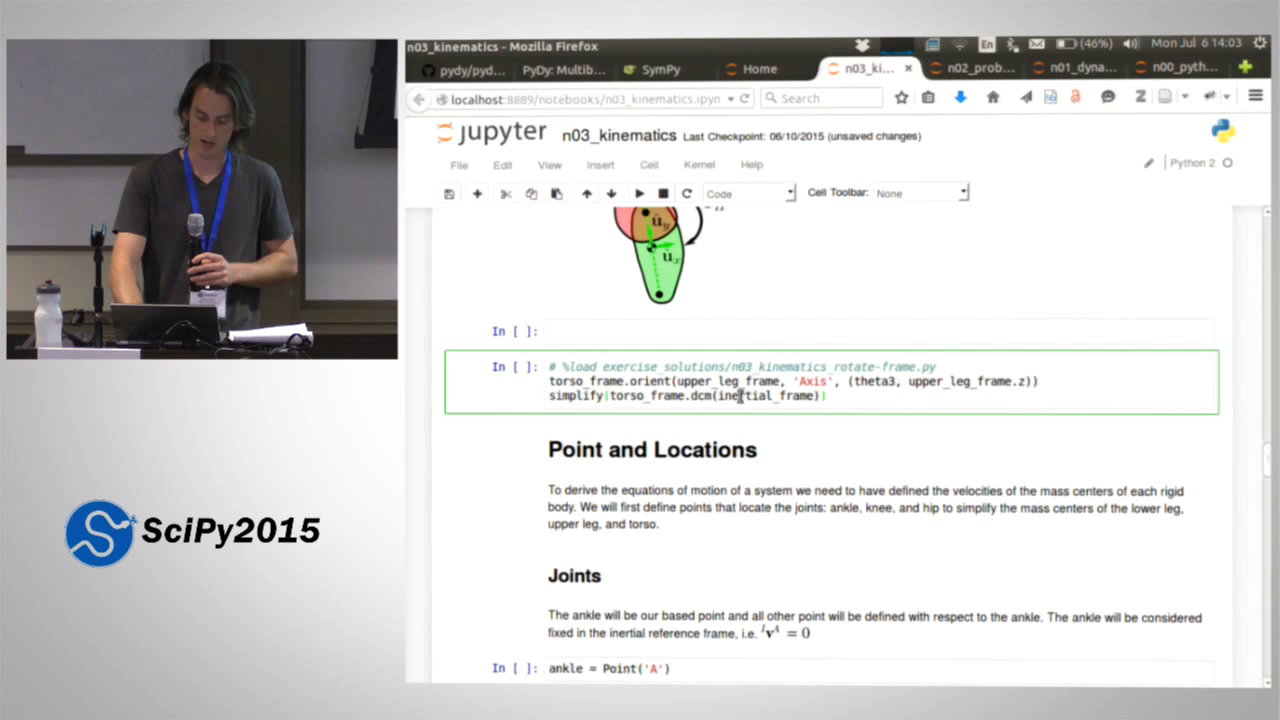 n03_kinematics - Mozilla Firefox
En
(46%)
Mon Jul 6 14:03
pydy/pyd...
PyDy: Multib...
SymPy
Home
n03_ki...
n02_prob...
n01_dyna...
n00_pyth...
localhost:8889/notebooks/n03_kinematics.ipyn
Search
jupyter n03_kinematics Last Checkpoint: 06/10/2015 (unsaved changes)
File Edit View Insert Cell Kernel Help
Python 2
Code
Cell Toolbar: None
û_y
û_x
In [ ]:
In [ ]: # %load exercise_solutions/n03_kinematics_rotate-frame.py
torso_frame.orient(upper_leg_frame, 'Axis', (theta3, upper_leg_frame.z))
simplify(torso_frame.dcm(inertial_frame))
Point and Locations
To derive the equations of motion of a system we need to have defined the velocities of the mass centers of each rigid
body. We will first define points that locate the joints: ankle, knee, and hip to simplify the mass centers of the lower leg,
upper leg, and torso.
Joints
The ankle will be our based point and all other point will be defined with respect to the ankle. The ankle will be considered
fixed in the inertial reference frame, i.e. ᴵvᴬ = 0
In [ ]: ankle = Point('A')
SciPy2015